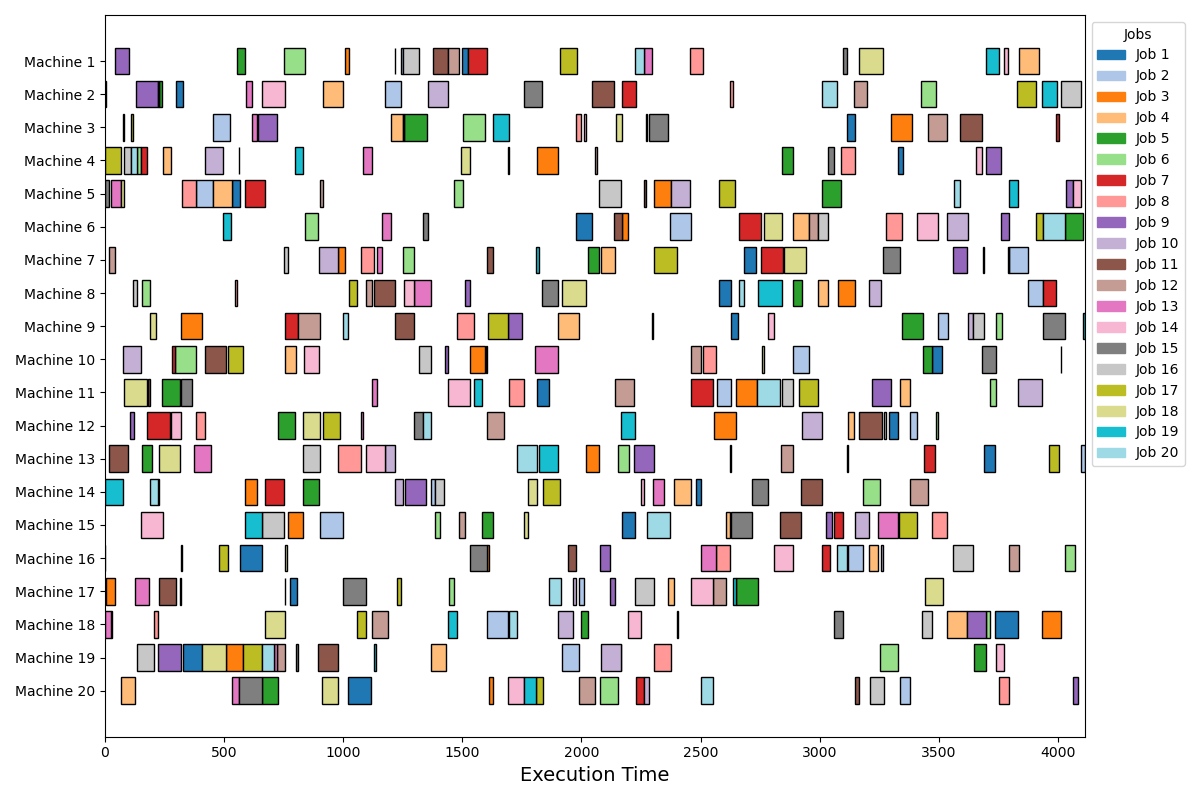 Jobs
Machine 1
Machine 2
Machine 3
Machine 4
Machine 5
Machine 6
Machine 7
Machine 8
Machine 9
Machine 10
Machine 11
Machine 12
Machine 13
Machine 14
Machine 15
Machine 16
Machine 17
Machine 18
Machine 19
Machine 20
Job 1
Job 2
Job 3
Job 4
Job 5
Job 6
Job 7
Job 8
Job 9
Job 10
Job 11
Job 12
Job 13
Job 14
Job 15
Job 16
Job 17
Job 18
Job 19
Job 20
0 500 1000 1500 2000 2500 3000 3500 4000
Execution Time